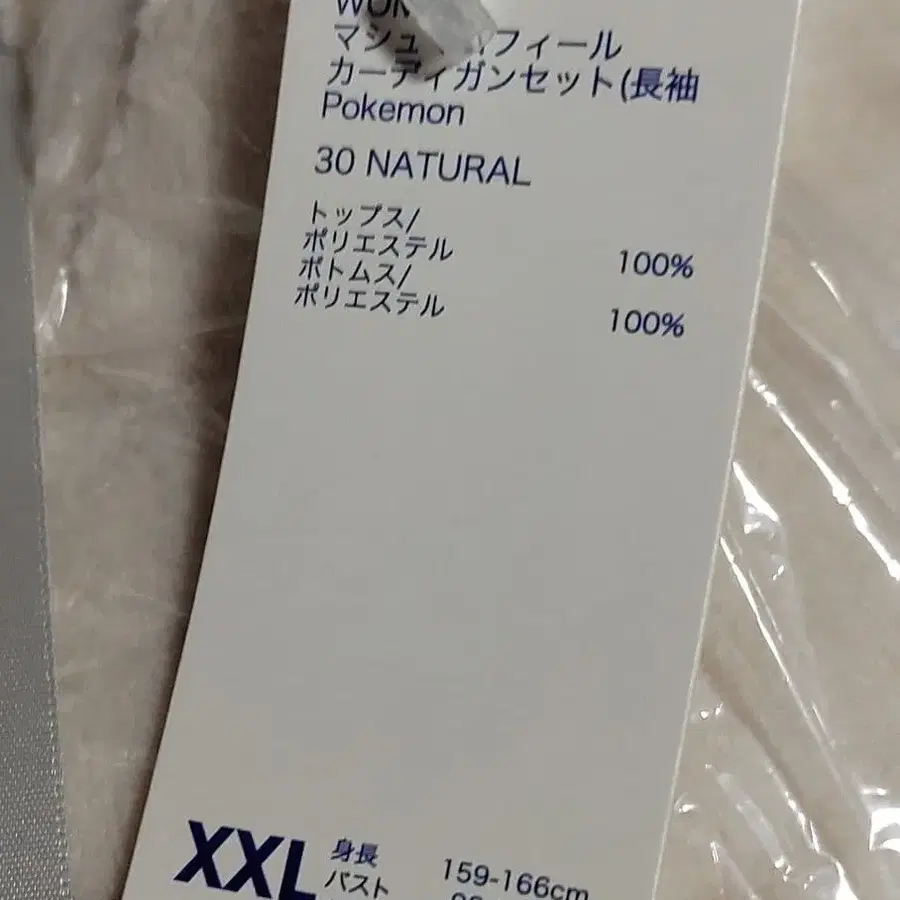 マシュ フィール
カーディガンセット(長袖
Pokemon
30 NATURAL
トップス/
ポリエステル 100%
ボトムス/
ポリエステル 100%
XXL 身長 159-166cm
バスト